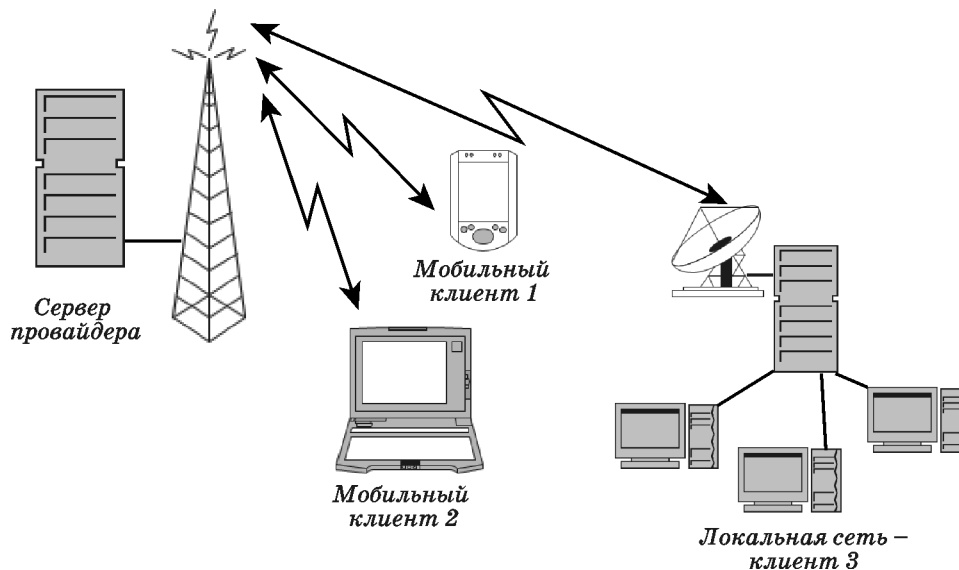 Сервер
провайдера
Мобильный
клиент 1
Мобильный
клиент 2
Локальная сеть –
клиент 3